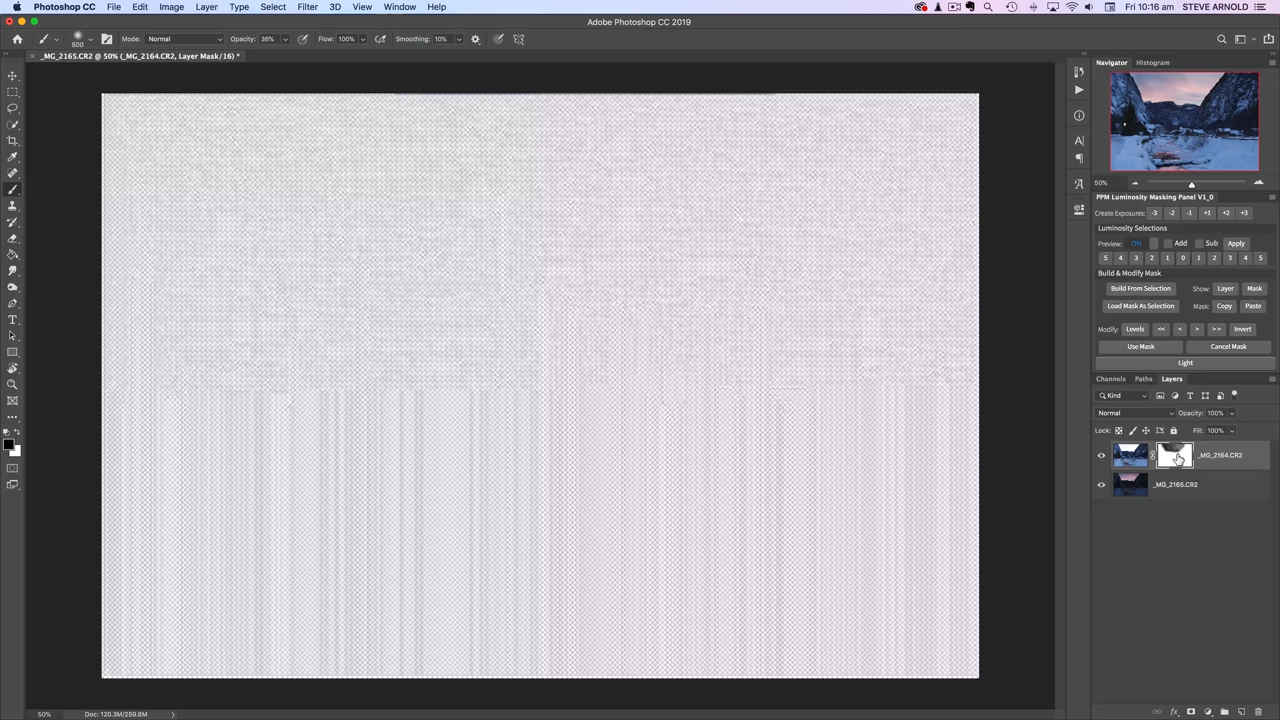 Photoshop CC File Edit Image Layer Type Select Filter 3D View Window Help Fri 10:16 am STEVE ARNOLD
Adobe Photoshop CC 2019
500 Mode: Normal Opacity: 36% Flow: 100% Smoothing: 10%
_MG_2165.CR2 @ 50% (_MG_2164.CR2, Layer Mask/16) *
Navigator Histogram
50%
PPM Luminosity Masking Panel V1_0
Create Exposures: -3 -2 -1 +1 +2 +3
Luminosity Selections
Preview: ON Add Sub Apply
5 4 3 2 1 0 1 2 3 4 5
Build & Modify Mask
Build From Selection Show: Layer Mask
Load Mask As Selection Mask: Copy Paste
Modify: Levels << < > >> Invert
Use Mask Cancel Mask
Light
Channels Paths Layers
Kind
Normal Opacity: 100%
Lock: Fill: 100%
_MG_2164.CR2
_MG_2165.CR2
50% Doc: 120.3M/259.6M